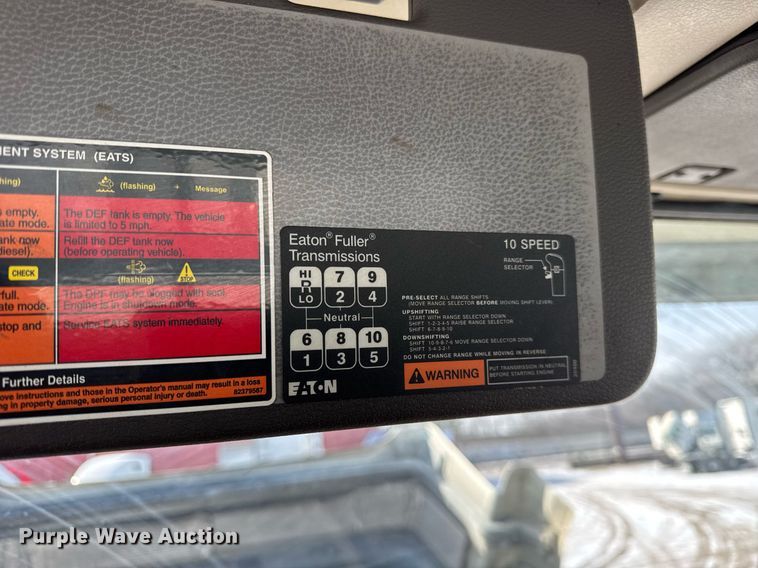 MENT SYSTEM (EATS)
hing)
(flashing) + Message
empty.
ate mode.
The DEF tank is empty. The vehicle
is limited to 5 mph.
ank now
diesel).
Refill the DEF tank now
(before operating vehicle).
CHECK
(flashing)
STOP
full.
ate mode.
The DPF may be plugged with soot.
Engine is in shutdown mode.
stop and
Service EATS system immediately.
Further Details
ove instructions and those in the Operator's manual may result in a loss
ng in property damage, serious personal injury or death.
82379567
Eaton® Fuller®
Transmissions
10 SPEED
RANGE
SELECTOR
HI 7 9
R
LO 2 4
Neutral
6 8 10
1 3 5
EATON
PRE-SELECT ALL RANGE SHIFTS
(MOVE RANGE SELECTOR BEFORE MOVING SHIFT LEVER)
UPSHIFTING
START WITH RANGE SELECTOR DOWN
SHIFT 1-2-3-4-5 RAISE RANGE SELECTOR
SHIFT 6-7-8-9-10
DOWNSHIFTING
SHIFT 10-9-8-7-6 MOVE RANGE SELECTOR DOWN
SHIFT 5-4-3-2-1
DO NOT CHANGE RANGE WHILE MOVING IN REVERSE
WARNING
PUT TRANSMISSION IN NEUTRAL
BEFORE STARTING ENGINE
Purple Wave Auction